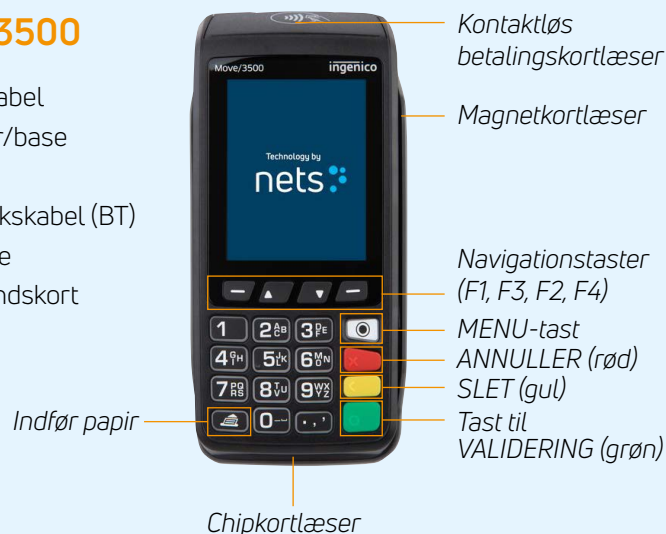 3500
abel
r/base
kskabel (BT)
e
ndskort
Kontaktløs
betalingskortlæser
Magnetkortlæser
Move/3500
ingenico
Technology by
nets
Navigationstaster
(F1, F3, F2, F4)
MENU-tast
ANNULLER (rød)
SLET (gul)
Tast til
VALIDERING (grøn)
1 2ABC 3DEF
4GHI 5JKL 6MNO
7PQRS 8TUV 9WXYZ
0 . , '
Indfør papir
Chipkortlæser